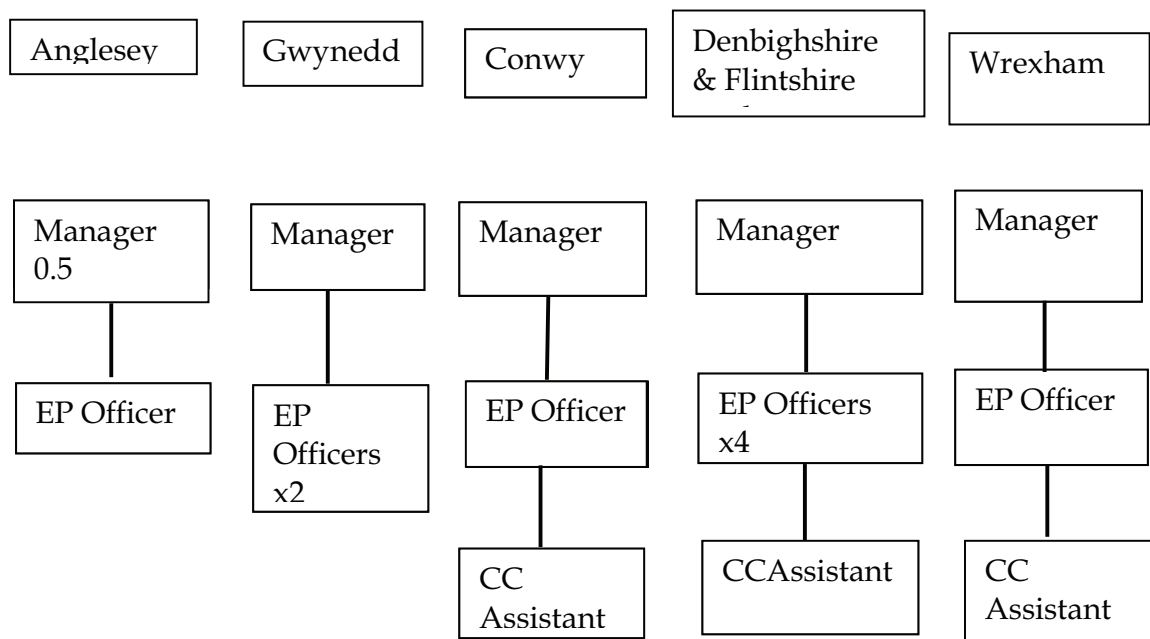 Anglesey
Gwynedd
Conwy
Denbighshire
& Flintshire
Wrexham
Manager
0.5
Manager
Manager
Manager
Manager
EP Officer
EP
Officers
x2
EP Officer
EP Officers
x4
EP Officer
CC
Assistant
CCAssistant
CC
Assistant